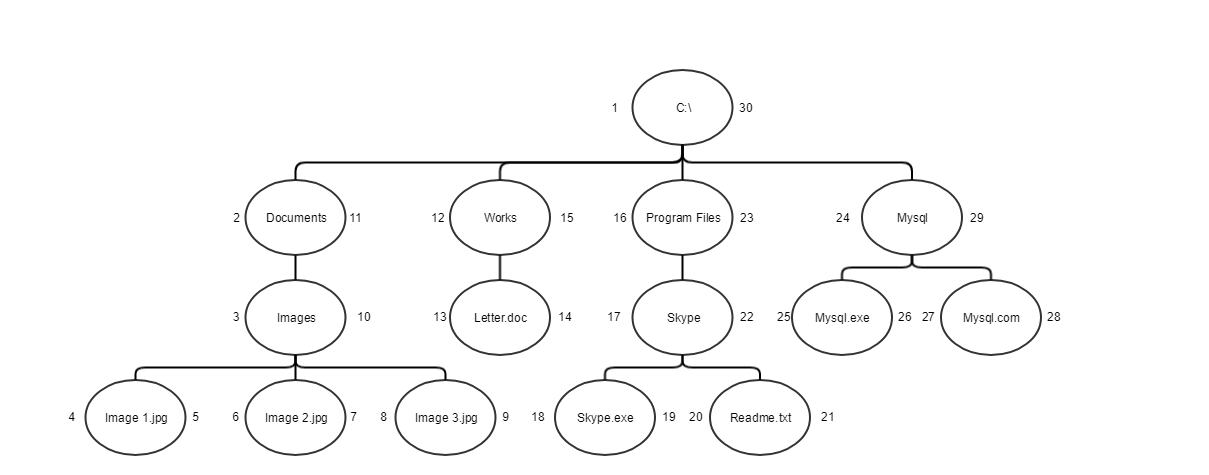 1 C:\ 30
2 Documents 11 12 Works 15 16 Program Files 23 24 Mysql 29
3 Images 10 13 Letter.doc 14 17 Skype 22 25 Mysql.exe 26 27 Mysql.com 28
4 Image 1.jpg 5 6 Image 2.jpg 7 8 Image 3.jpg 9 18 Skype.exe 19 20 Readme.txt 21